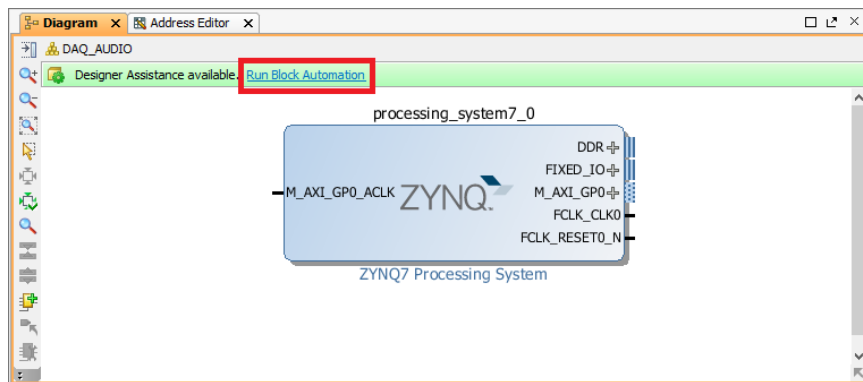 Diagram
Address Editor
DAQ_AUDIO
Designer Assistance available. Run Block Automation
processing_system7_0
DDR
FIXED_IO
M_AXI_GP0_ACLK
ZYNQ
M_AXI_GP0
FCLK_CLK0
FCLK_RESET0_N
ZYNQ7 Processing System